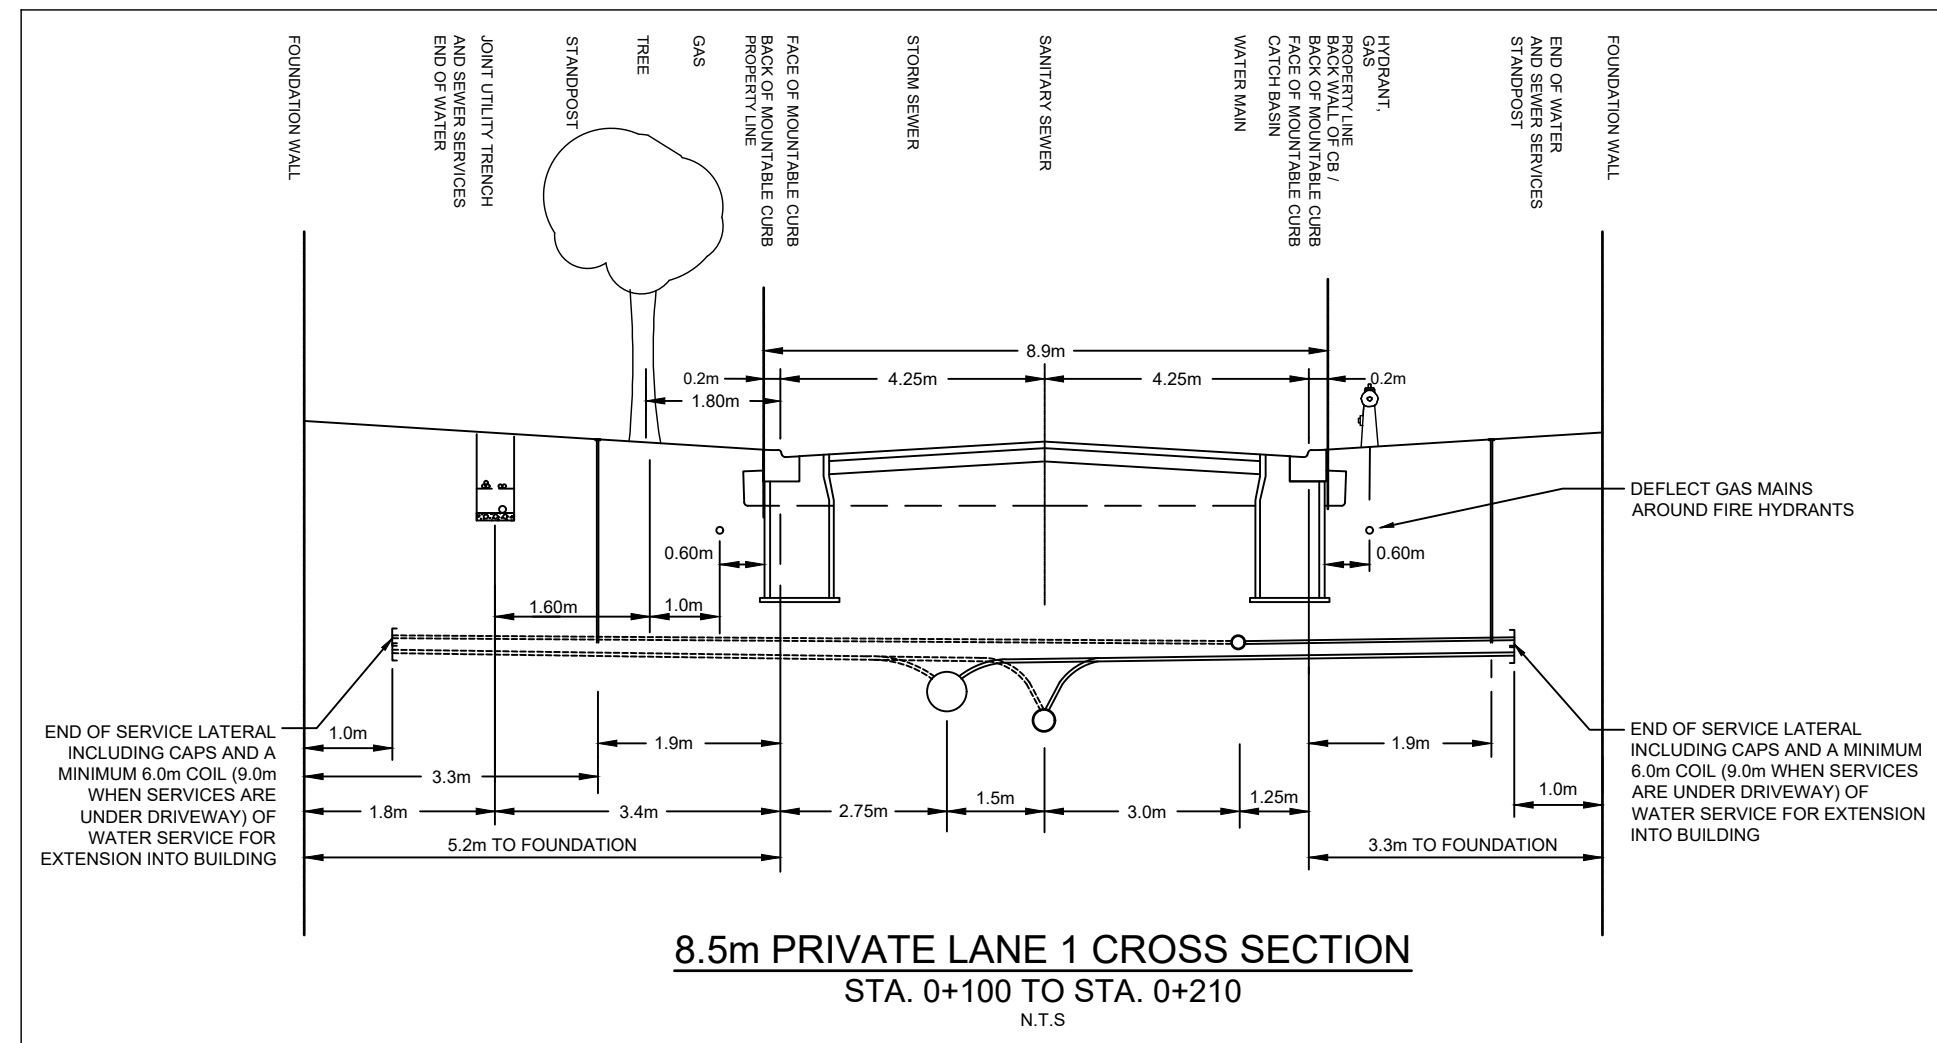 FOUNDATION WALL
JOINT UTILITY TRENCH
AND SEWER SERVICES
END OF WATER
STANDPOST
TREE
GAS
FACE OF MOUNTABLE CURB
BACK OF MOUNTABLE CURB
PROPERTY LINE
STORM SEWER
SANITARY SEWER
WATER MAIN
HYDRANT,
GAS
PROPERTY LINE
BACK WALL OF CB /
BACK OF MOUNTABLE CURB
FACE OF MOUNTABLE CURB
CATCH BASIN
END OF WATER
AND SEWER SERVICES
STANDPOST
FOUNDATION WALL
8.9m
0.2m
4.25m
4.25m
0.2m
1.80m
DEFLECT GAS MAINS
AROUND FIRE HYDRANTS
0.60m
0.60m
1.60m
1.0m
END OF SERVICE LATERAL
INCLUDING CAPS AND A
MINIMUM 6.0m COIL (9.0m
WHEN SERVICES ARE
UNDER DRIVEWAY) OF
WATER SERVICE FOR
EXTENSION INTO BUILDING
1.0m
1.9m
1.9m
3.3m
1.8m
3.4m
2.75m
1.5m
3.0m
1.25m
1.0m
5.2m TO FOUNDATION
3.3m TO FOUNDATION
END OF SERVICE LATERAL
INCLUDING CAPS AND A MINIMUM
6.0m COIL (9.0m WHEN SERVICES
ARE UNDER DRIVEWAY) OF
WATER SERVICE FOR EXTENSION
INTO BUILDING
8.5m PRIVATE LANE 1 CROSS SECTION
STA. 0+100 TO STA. 0+210
N.T.S